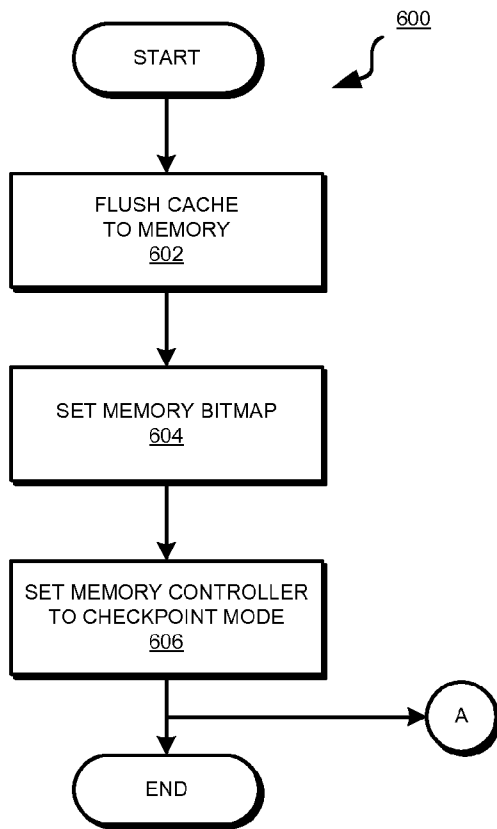 600
START
FLUSH CACHE
TO MEMORY
602
SET MEMORY BITMAP
604
SET MEMORY CONTROLLER
TO CHECKPOINT MODE
606
A
END